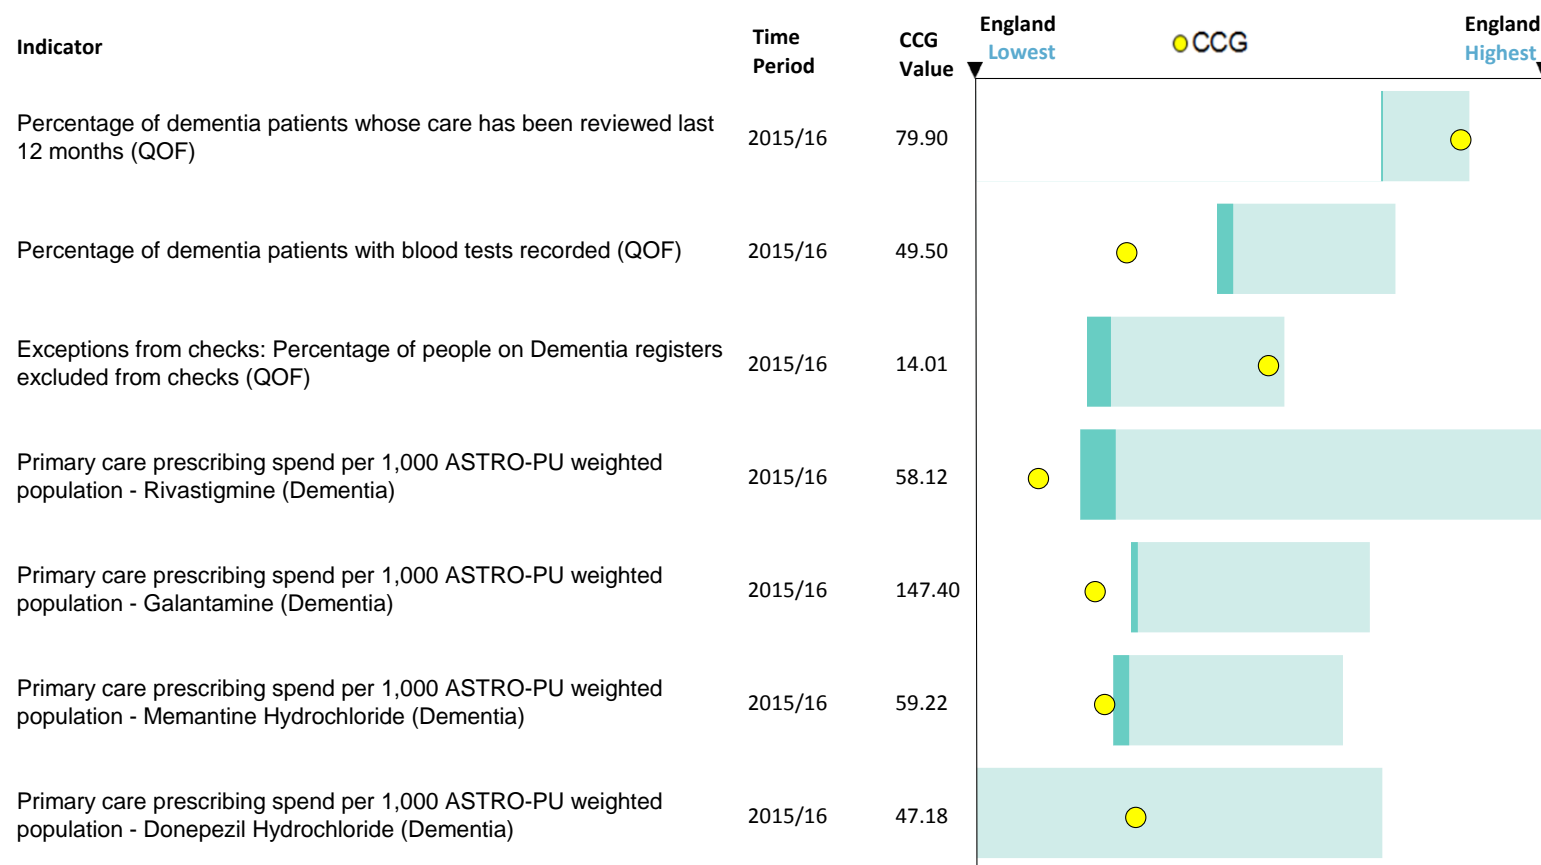 Indicator
Time
Period
CCG
Value
England
Lowest
CCG
England
Highest
Percentage of dementia patients whose care has been reviewed last
12 months (QOF)
2015/16
79.90
Percentage of dementia patients with blood tests recorded (QOF)
2015/16
49.50
Exceptions from checks: Percentage of people on Dementia registers
excluded from checks (QOF)
2015/16
14.01
Primary care prescribing spend per 1,000 ASTRO-PU weighted
population - Rivastigmine (Dementia)
2015/16
58.12
Primary care prescribing spend per 1,000 ASTRO-PU weighted
population - Galantamine (Dementia)
2015/16
147.40
Primary care prescribing spend per 1,000 ASTRO-PU weighted
population - Memantine Hydrochloride (Dementia)
2015/16
59.22
Primary care prescribing spend per 1,000 ASTRO-PU weighted
population - Donepezil Hydrochloride (Dementia)
2015/16
47.18